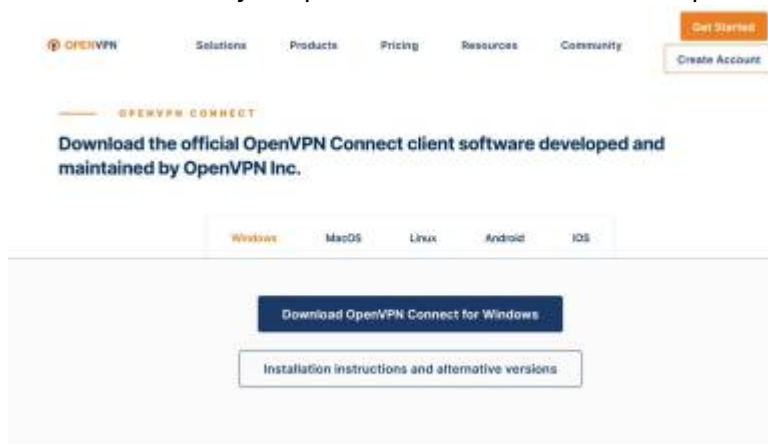 OPENVPN
Solutions
Products
Pricing
Resources
Community
Get Started
Create Account
OPENVPN CONNECT
Download the official OpenVPN Connect client software developed and
maintained by OpenVPN Inc.
Windows
MacOS
Linux
Android
iOS
Download OpenVPN Connect for Windows
Installation instructions and alternative versions